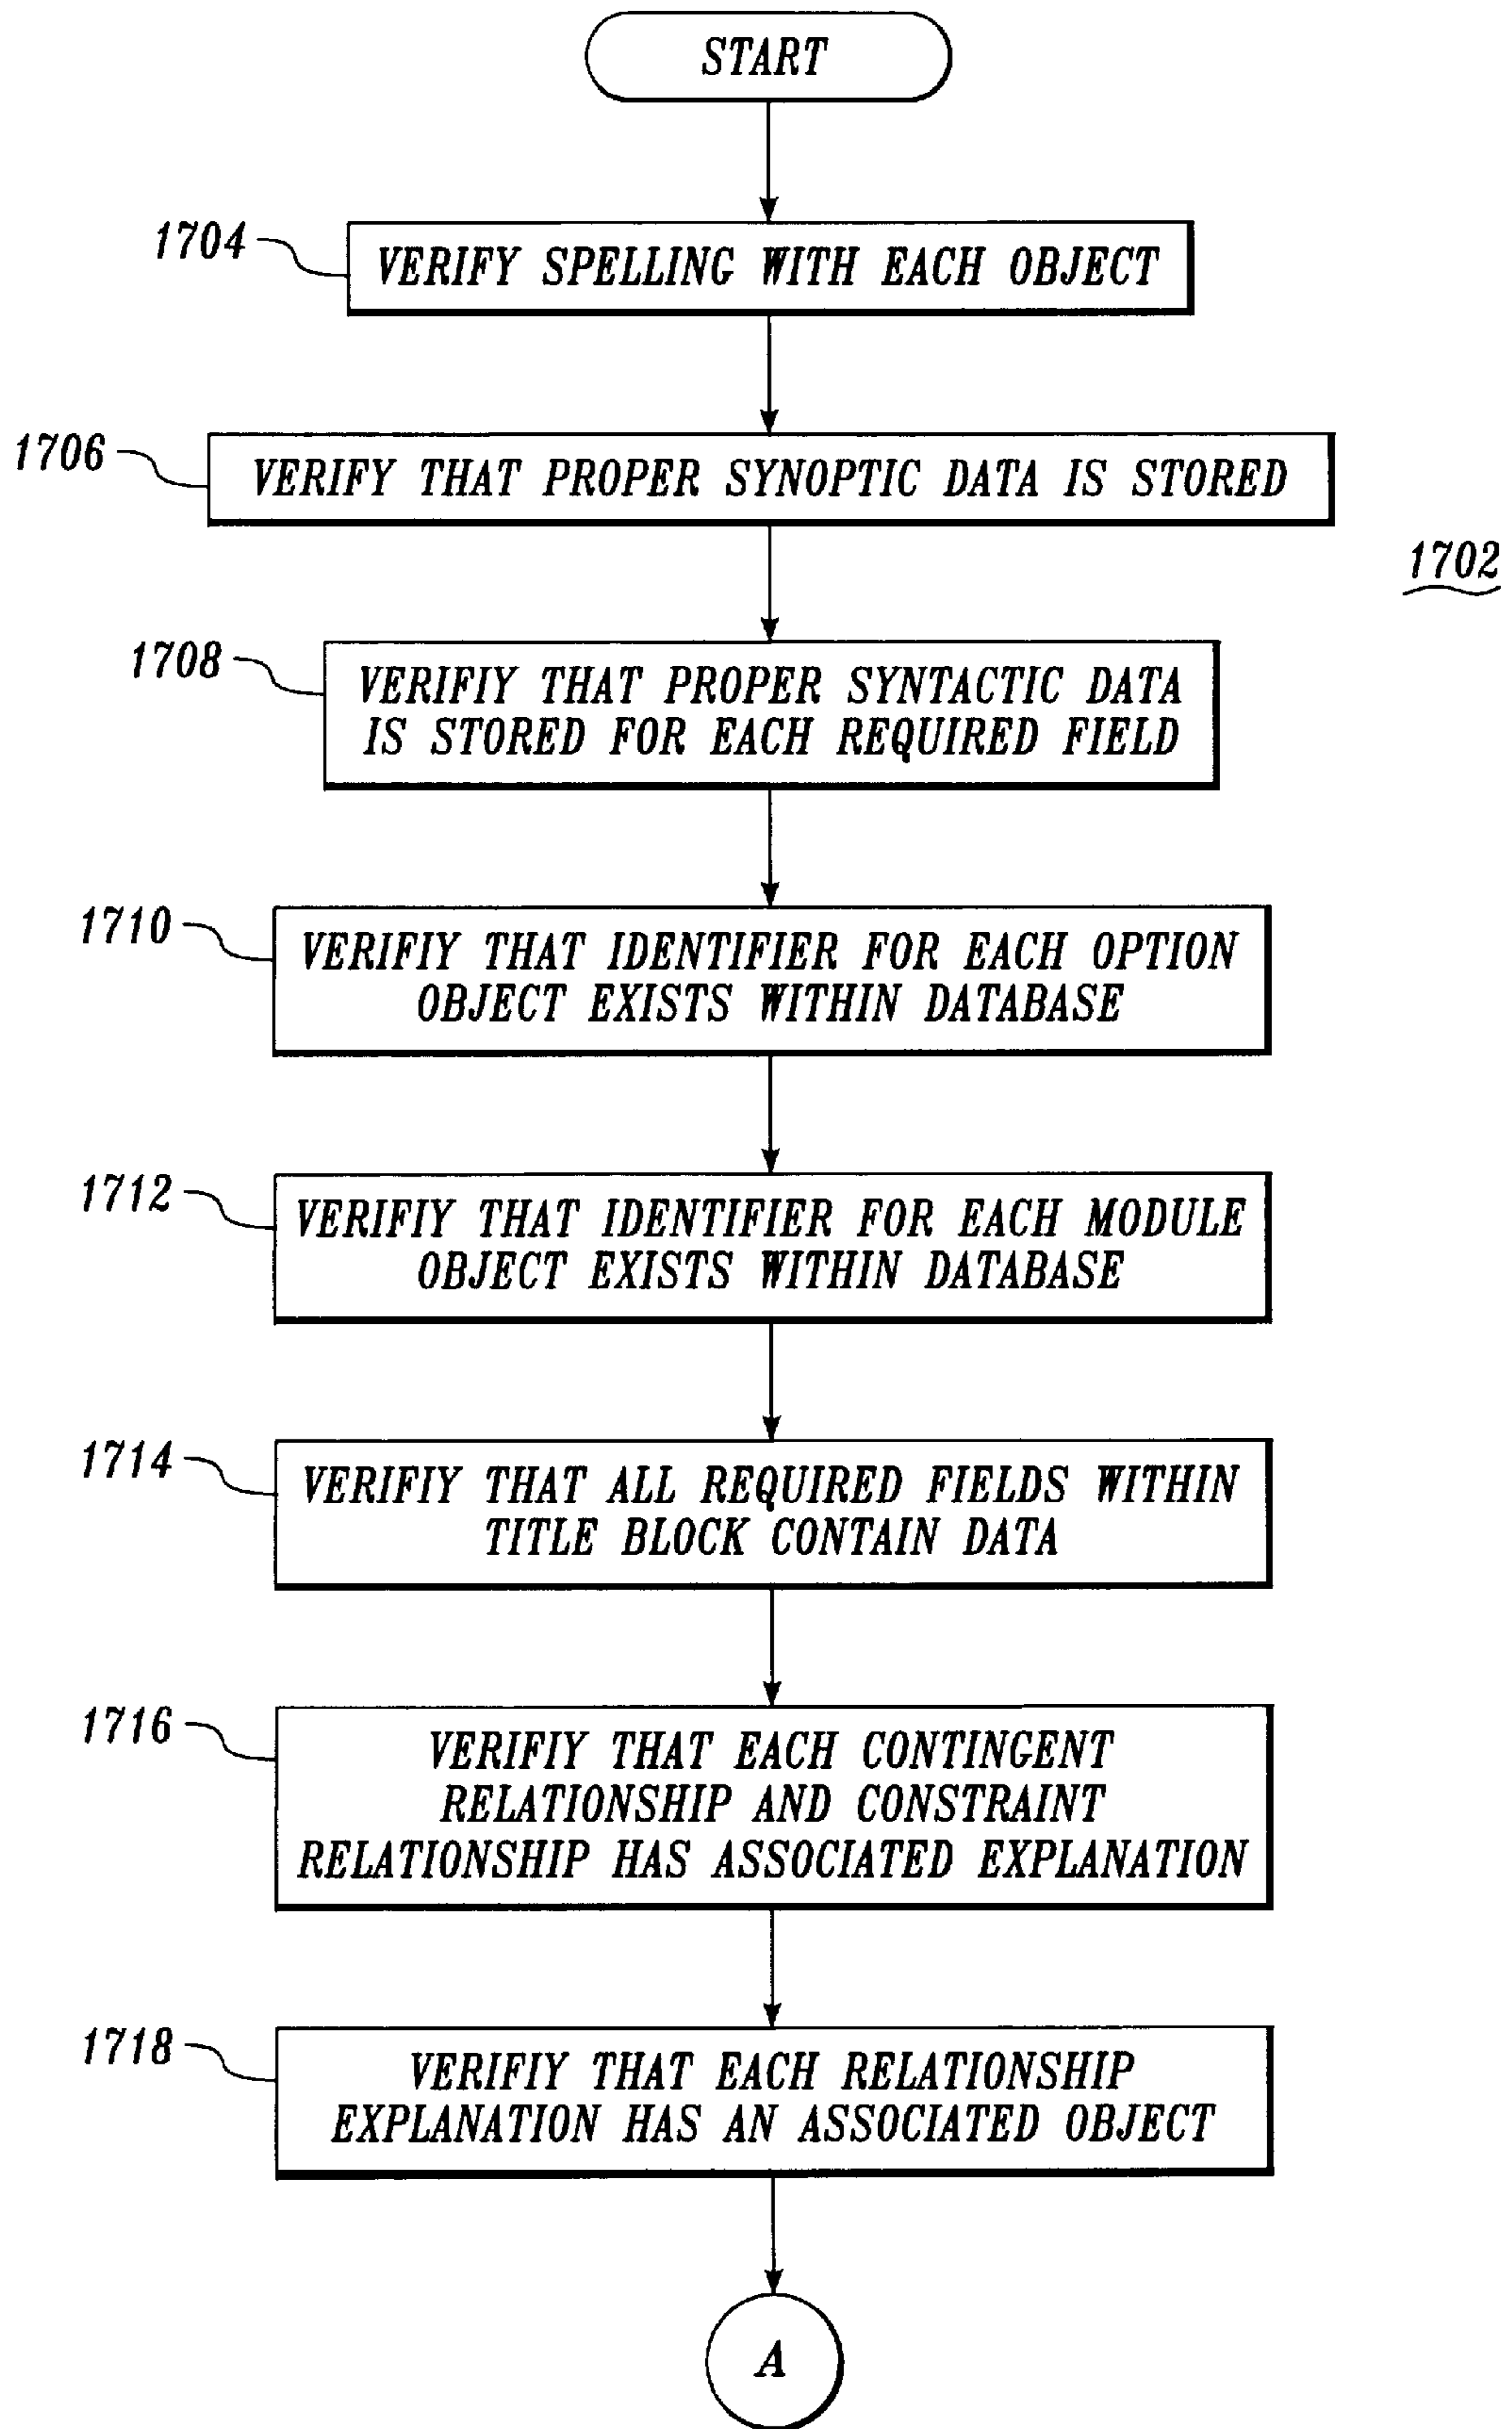 START
1704
VERIFY SPELLING WITH EACH OBJECT
1706
VERIFY THAT PROPER SYNOPTIC DATA IS STORED
1702
1708
VERIFIY THAT PROPER SYNTACTIC DATA
IS STORED FOR EACH REQUIRED FIELD
1710
VERIFIY THAT IDENTIFIER FOR EACH OPTION
OBJECT EXISTS WITHIN DATABASE
1712
VERIFIY THAT IDENTIFIER FOR EACH MODULE
OBJECT EXISTS WITHIN DATABASE
1714
VERIFIY THAT ALL REQUIRED FIELDS WITHIN
TITLE BLOCK CONTAIN DATA
1716
VERIFIY THAT EACH CONTINGENT
RELATIONSHIP AND CONSTRAINT
RELATIONSHIP HAS ASSOCIATED EXPLANATION
1718
VERIFIY THAT EACH RELATIONSHIP
EXPLANATION HAS AN ASSOCIATED OBJECT
A